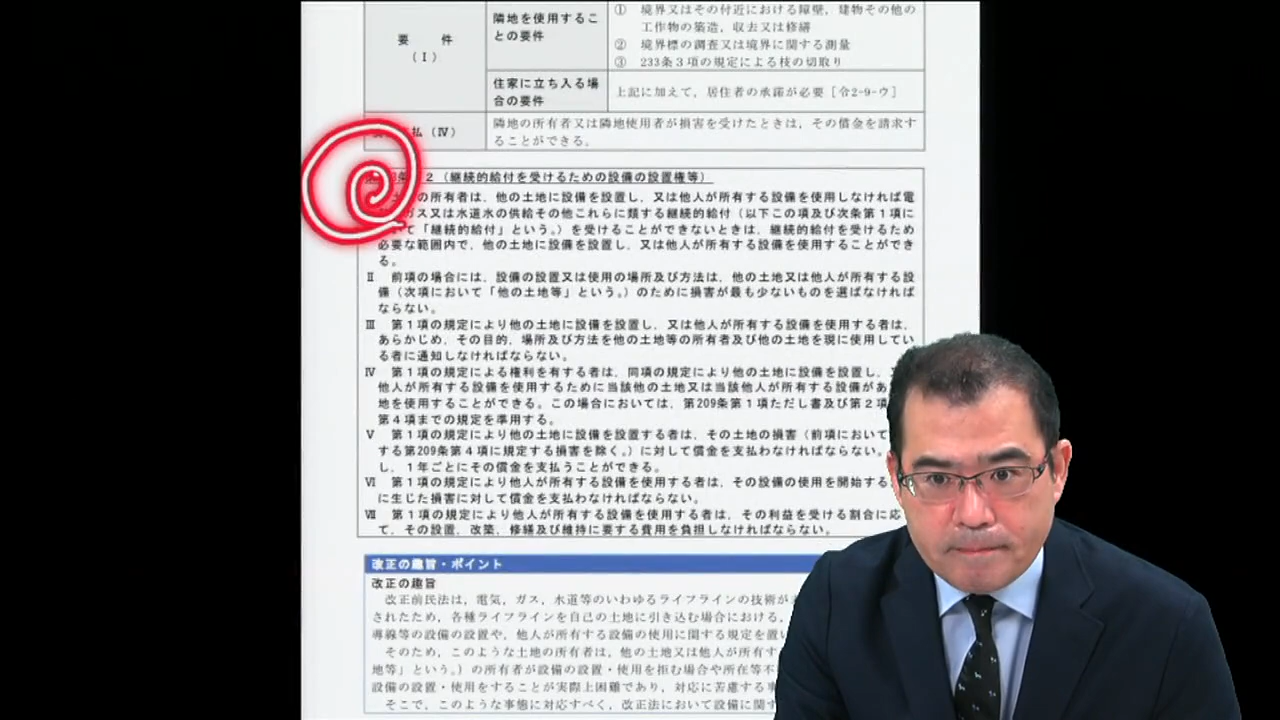 要　件
（Ⅰ）
隣地を使用するこ
との要件
① 境界又はその付近における障壁，建物その他の
工作物の築造，収去又は修繕
② 境界標の調査又は境界に関する測量
③ 233条３項の規定による枝の切取り
住家に立ち入る場
合の要件
上記に加えて，居住者の承諾が必要［令2-9-ウ］
払（Ⅳ）
隣地の所有者又は隣地使用者が損害を受けたときは，その償金を請求す
ることができる。
２（継続的給付を受けるための設備の設置権等）
の所有者は，他の土地に設備を設置し，又は他人が所有する設備を使用しなければ電
ガス又は水道水の供給その他これらに類する継続的給付（以下この項及び次条第１項に
て「継続的給付」という。）を受けることができないときは，継続的給付を受けるため
必要な範囲内で，他の土地に設備を設置し，又は他人が所有する設備を使用することができ
る。
Ⅱ　前項の場合には，設備の設置又は使用の場所及び方法は，他の土地又は他人が所有する設
備（次項において「他の土地等」という。）のために損害が最も少ないものを選ばなければ
ならない。
Ⅲ　第１項の規定により他の土地に設備を設置し，又は他人が所有する設備を使用する者は，
あらかじめ，その目的，場所及び方法を他の土地等の所有者及び他の土地を現に使用してい
る者に通知しなければならない。
Ⅳ　第１項の規定による権利を有する者は，同項の規定により他の土地に設備を設置し，
他人が所有する設備を使用するために当該他の土地又は当該他人が所有する設備があ
地を使用することができる。この場合においては，第209条第１項ただし書及び第２項
第４項までの規定を準用する。
Ⅴ　第１項の規定により他の土地に設備を設置する者は，その土地の損害（前項において
する第209条第４項に規定する損害を除く。）に対して償金を支払わなければならない。
し，１年ごとにその償金を支払うことができる。
Ⅵ　第１項の規定により他人が所有する設備を使用する者は，その設備の使用を開始する
に生じた損害に対して償金を支払わなければならない。
Ⅶ　第１項の規定により他人が所有する設備を使用する者は，その利益を受ける割合に応
て，その設置，改築，修繕及び維持に要する費用を負担しなければならない。
改正の趣旨・ポイント
改正の趣旨
改正前民法は，電気，ガス，水道等のいわゆるライフラインの技術が
されたため，各種ライフラインを自己の土地に引き込む場合における，
導線等の設備の設置や，他人が所有する設備の使用に関する規定を置い
そのため，このような土地の所有者は，他の土地又は他人が所有す
地等」という。）の所有者が設備の設置・使用を拒む場合や所在等不
設備の設置・使用をすることが実際上困難であり，対応に苦慮する事
そこで，このような事態に対応すべく，改正法において設備に関